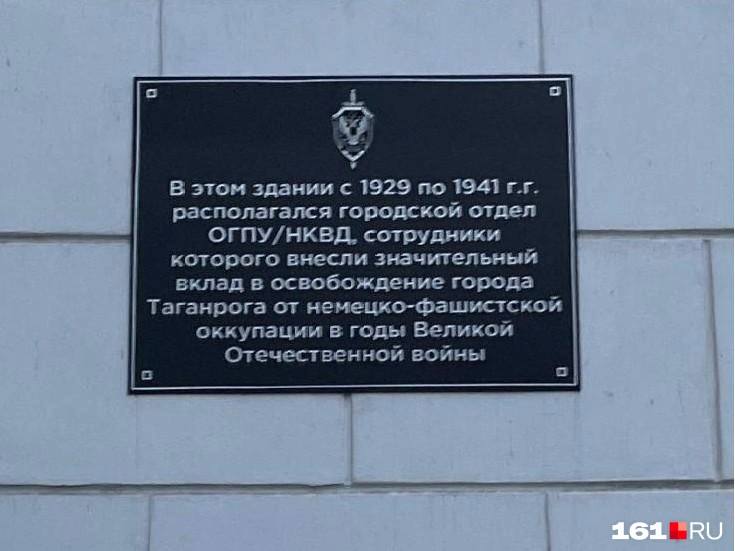 В этом здании с 1929 по 1941 г.г.
располагался городской отдел
ОГПУ/НКВД, сотрудники
которого внесли значительный
вклад в освобождение города
Таганрога от немецко-фашистской
оккупации в годы Великой
Отечественной войны
161.RU